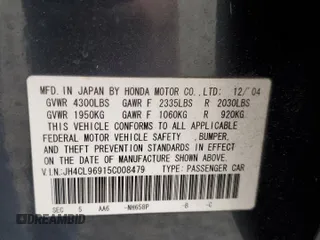 MFD. IN JAPAN BY HONDA MOTOR CO.,LTD: 12/'04
GVWR 4300LBS GAWR F 2335LBS R 2030LBS
GVWR 1950KG GAWR F 1060KG R 920KG
THIS VEHICLE CONFORMS TO ALL APPLICABLE
FEDERAL MOTOR VEHICLE SAFETY ,BUMPER,
AND THEFT PREVENTION STANDARDS IN EFFECT
ON THE DATE OF MANUFACTURE SHOWN ABOVE.
V.I.N:JH4CL96915C008479 TYPE: PASSENGER CAR
SEG 5 AA6 -NH658P -B -C
DREAMBID